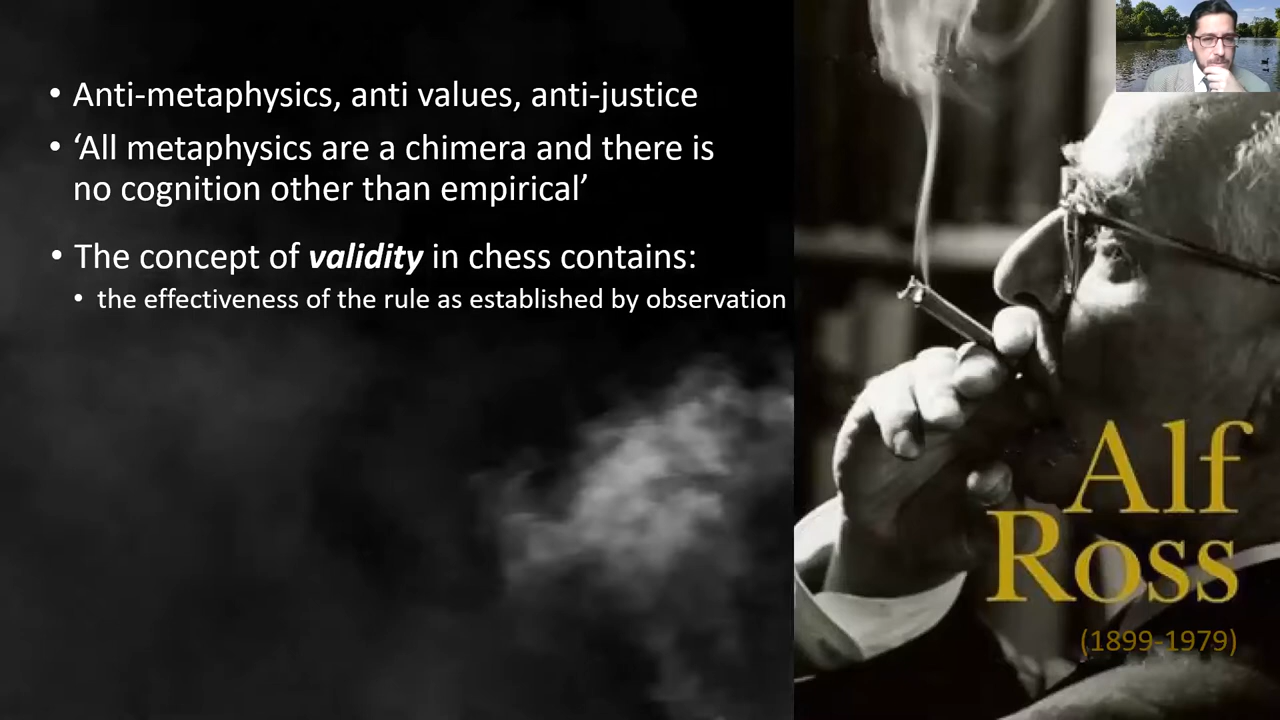 • Anti-metaphysics, anti values, anti-justice
• ‘All metaphysics are a chimera and there is
no cognition other than empirical’
• The concept of validity in chess contains:
• the effectiveness of the rule as established by observation
Alf
Ross
(1899-1979)